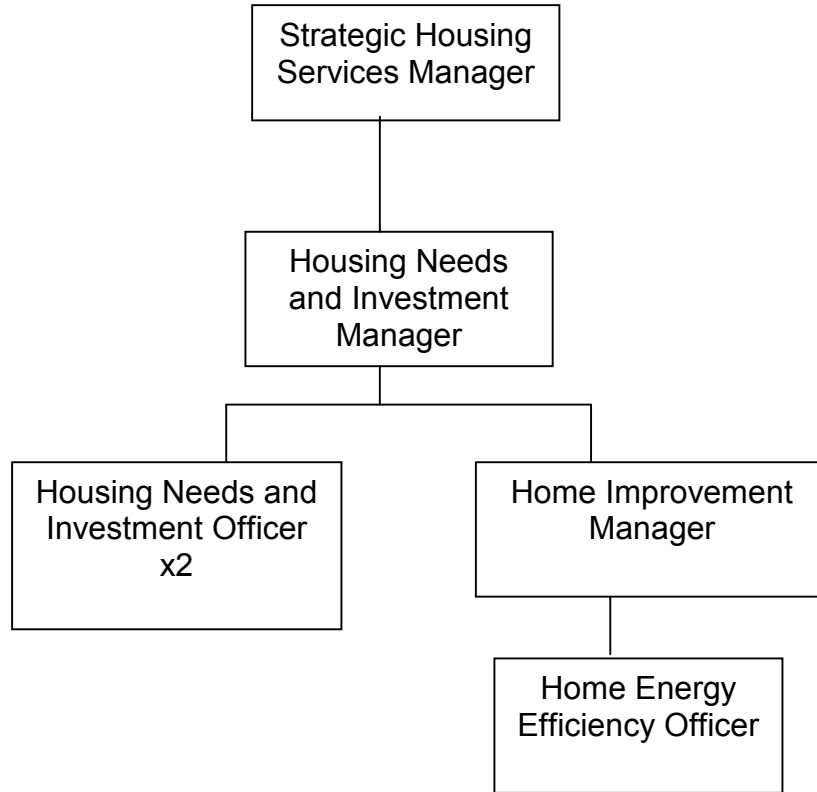 Strategic Housing
Services Manager
Housing Needs
and Investment
Manager
Housing Needs and
Investment Officer
x2
Home Improvement
Manager
Home Energy
Efficiency Officer